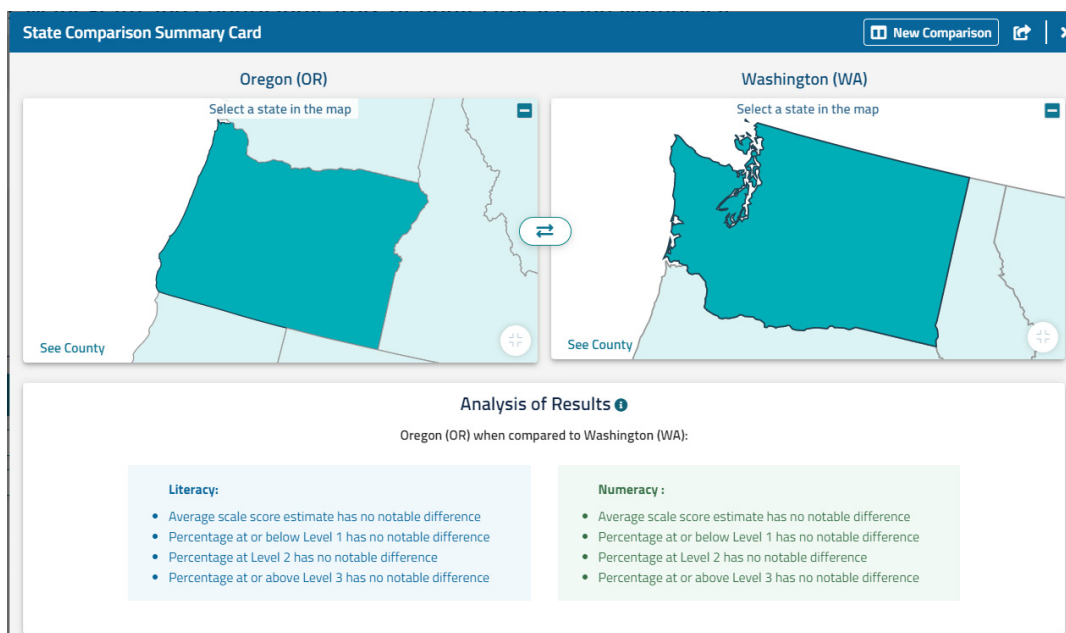 State Comparison Summary Card
New Comparison
Oregon (OR)
Washington (WA)
Select a state in the map
Select a state in the map
See County
See County
Analysis of Results
Oregon (OR) when compared to Washington (WA):
Literacy:
• Average scale score estimate has no notable difference
• Percentage at or below Level 1 has no notable difference
• Percentage at Level 2 has no notable difference
• Percentage at or above Level 3 has no notable difference
Numeracy :
• Average scale score estimate has no notable difference
• Percentage at or below Level 1 has no notable difference
• Percentage at Level 2 has no notable difference
• Percentage at or above Level 3 has no notable difference